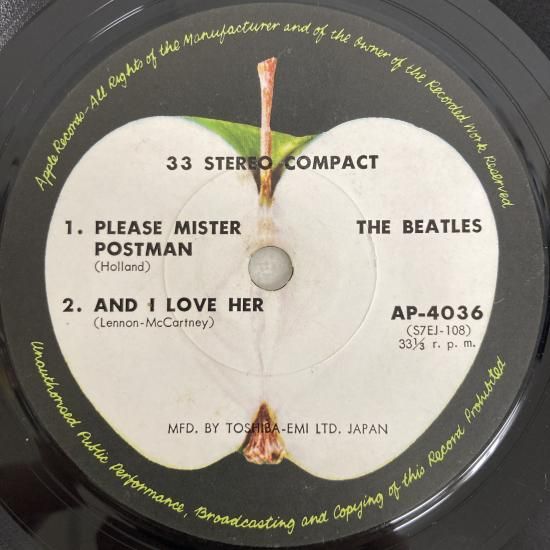 Apple Records-All Rights of the Manufacturer and of the Owner of the Recorded Work Reserved
33 STEREO COMPACT
1. PLEASE MISTER
POSTMAN
(Holland)
THE BEATLES
2. AND I LOVE HER
(Lennon-McCartney)
AP-4036
(S7EJ-108)
33⅓ r. p. m.
MFD. BY TOSHIBA-EMI LTD. JAPAN
Unauthorised Public Performance, Broadcasting and Copying of this Record Prohibited